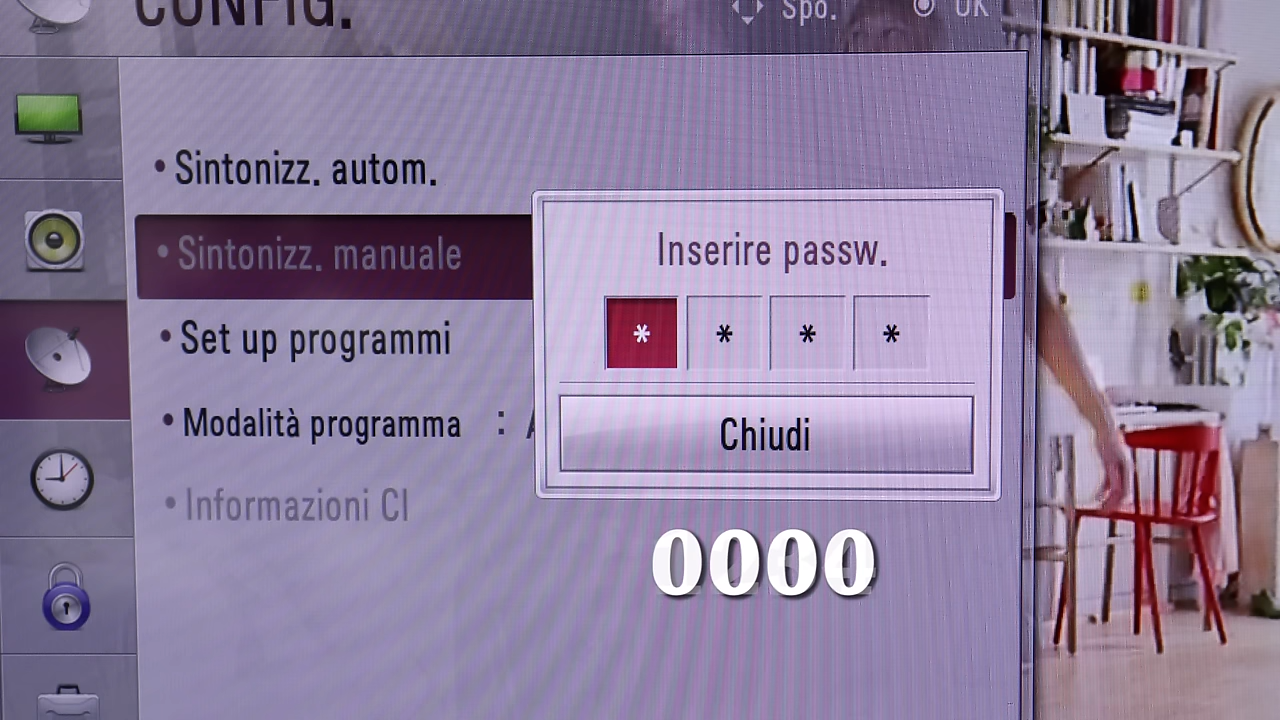 CONFIG.
Spo.
OK
• Sintonizz. autom.
• Sintonizz. manuale
• Set up programmi
• Modalità programma :
• Informazioni CI
Inserire passw.
* * * *
Chiudi
0000